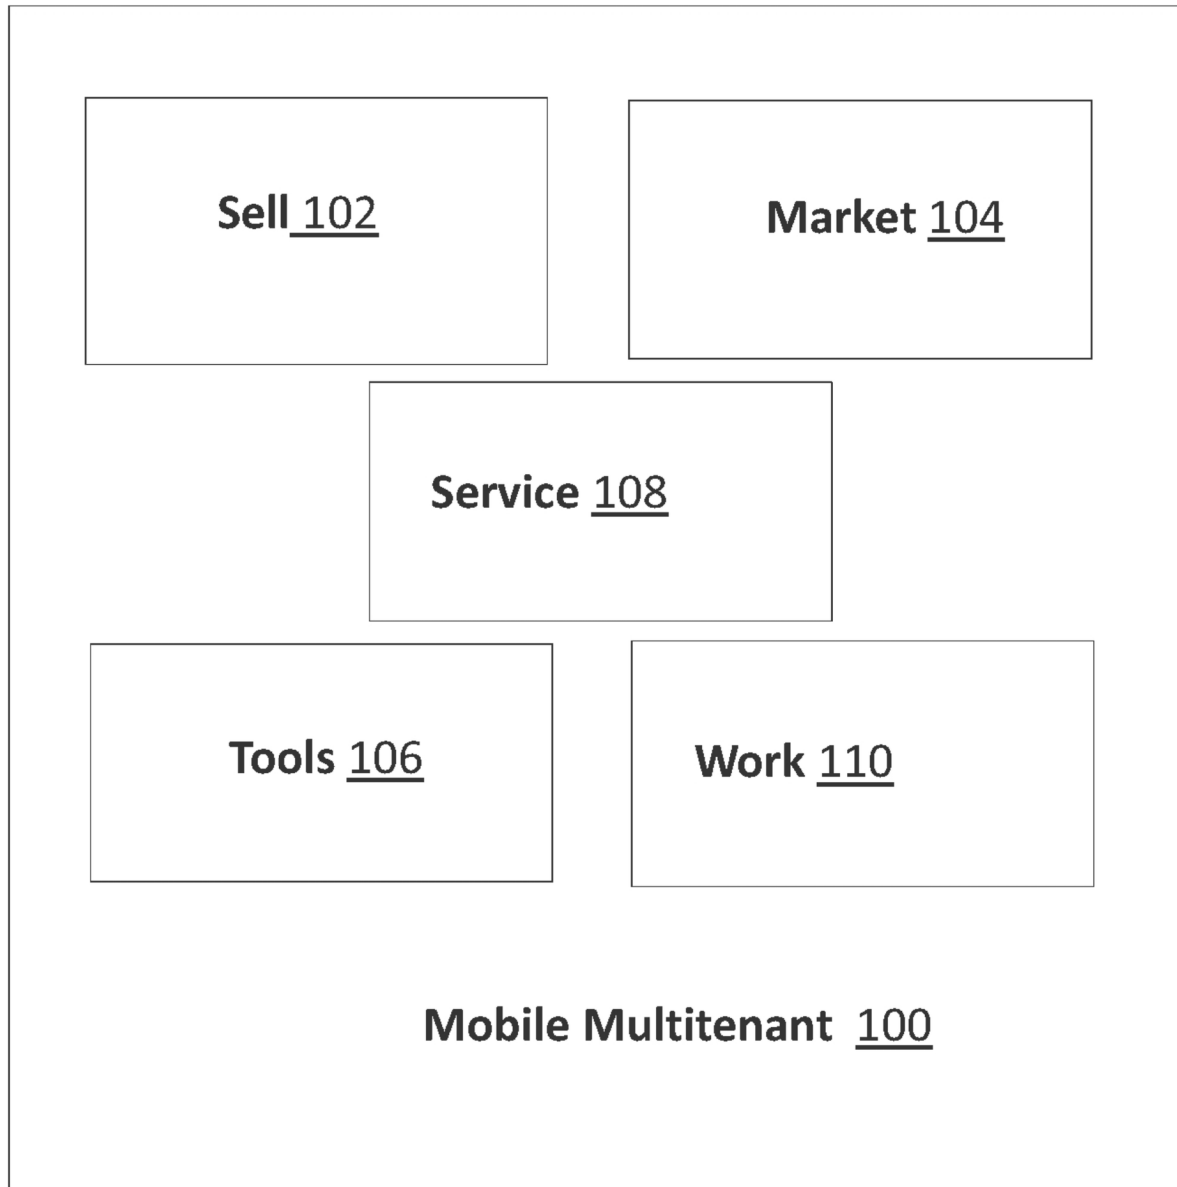 Sell 102
Market 104
Service 108
Tools 106
Work 110
Mobile Multitenant 100